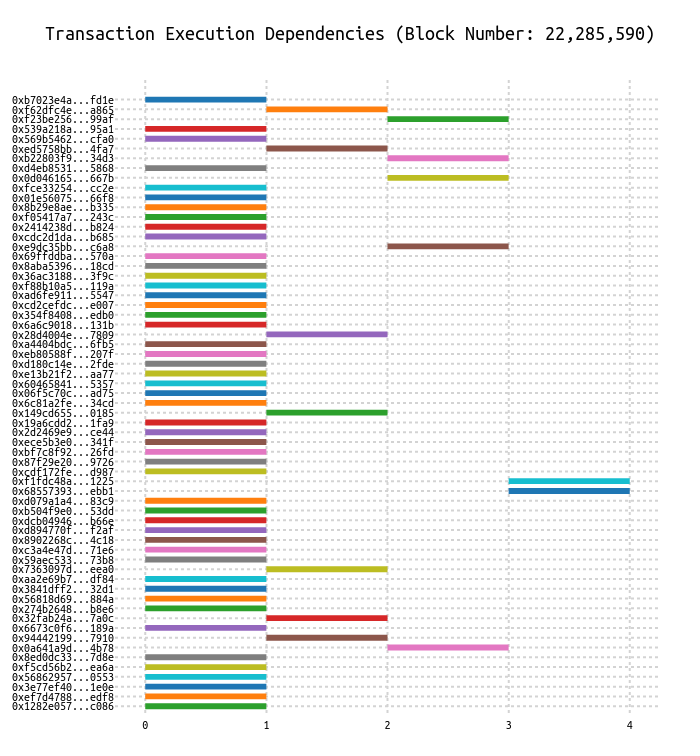 Transaction Execution Dependencies (Block Number: 22,285,590)
0xb7023e4a...fd1e
0xf62dfc4e...a865
0xf23be256...99af
0x539a218a...95a1
0x569b5462...cfa0
0xed5758bb...4fa7
0xb22803f9...34d3
0xd4eb8531...5868
0x0d046165...667b
0xfce33254...cc2e
0x01e56075...66f8
0x8b29e8ae...b335
0xf05417a7...243c
0x2414238d...b824
0xcdc2d1da...b685
0xe9dc35bb...c6a8
0x69ffddba...570a
0x8aba5396...18cd
0x36ac3188...3f9c
0xf88b10a5...119a
0xad6fe911...5547
0xcd2cefdc...e007
0x354f8408...edb0
0x6a6c9018...131b
0x28d4004e...7809
0xa4404bdc...6fb5
0xeb80588f...207f
0xd180c14e...2fde
0xe13b21f2...aa77
0x60465841...5357
0x06f5c70c...ad75
0x6c81a2fe...34cd
0x149cd655...0185
0x19a6cdd2...1fa9
0x2d2469e9...ce44
0xece5b3e0...341f
0xbf7c8f92...26fd
0x87f29e20...9726
0xcdf172fe...d987
0xf1fdc48a...1225
0x68557393...ebb1
0xd079a1a4...83c9
0xb504f9e0...53dd
0xdcb04946...b66e
0xd894770f...f2af
0x8902268c...4c18
0xc3a4e47d...71e6
0x59aec533...73b8
0x7363097d...eea0
0xaa2e69b7...df84
0x3841dff2...32d1
0x56818d69...884a
0x274b2648...b8e6
0x32fab24a...7a0c
0x6673c0f6...189a
0x94442199...7910
0x0a641a9d...4b78
0x8ed0dc33...7d8e
0xf5cd56b2...ea6a
0x56862957...0553
0x3e77ef40...1e0e
0xef7d4788...edf8
0x1282e057...c086
0 1 2 3 4